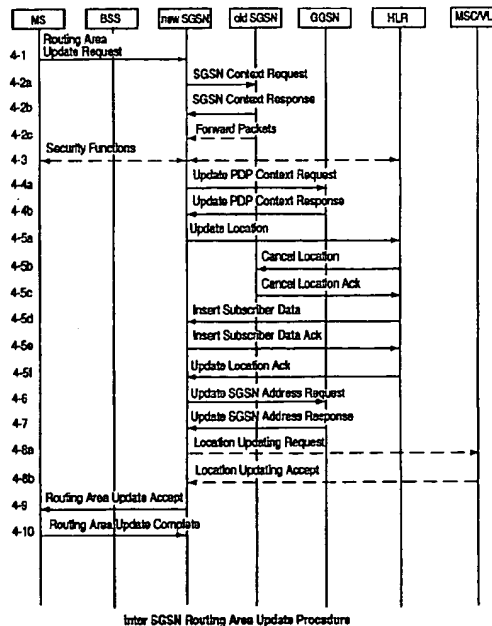 MS BSS new SGSN old SGSN GGSN HLR MSC/VL
Routing Area
4-1 Update Request
SGSN Context Request
4-2a
SGSN Context Response
4-2b
Forward Packets
4-2c
Security Functions
4-3
Update PDP Context Request
4-4a
Update PDP Context Response
4-4b
Update Location
4-5a
Cancel Location
4-5b
Cancel Location Ack
4-5c
Insert Subscriber Data
4-5d
Insert Subscriber Data Ack
4-5e
Update Location Ack
4-5f
Update SGSN Address Request
4-6
Update SGSN Address Response
4-7
Location Updating Request
4-8a
Location Updating Accept
4-8b
Routing Area Update Accept
4-9
Routing Area Update Complete
4-10
Inter SGSN Routing Area Update Procedure